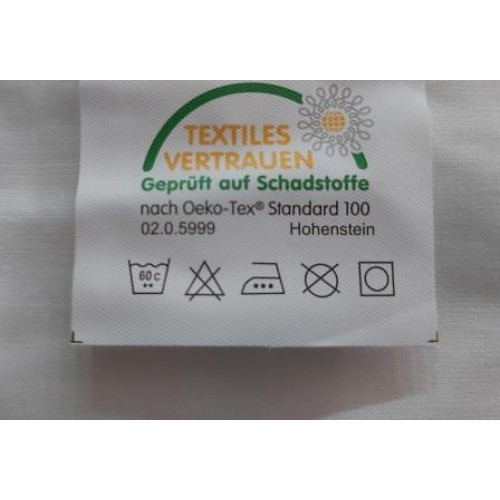 TEXTILES
VERTRAUEN
Geprüft auf Schadstoffe
nach Oeko-Tex® Standard 100
02.0.5999 Hohenstein
60 c